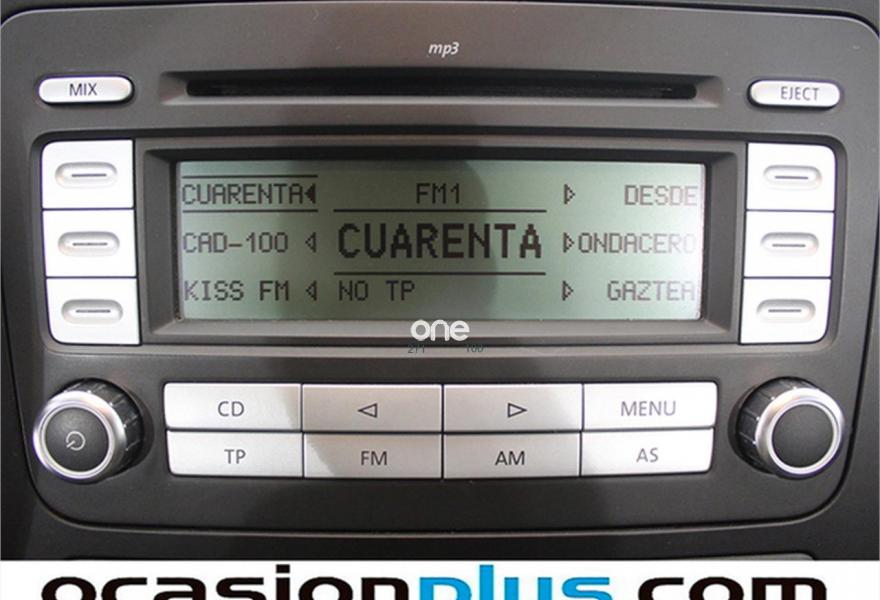 mp3
MIX
EJECT
CUARENTA FM1 DESDE
CAD-100 CUARENTA ONDACERO
KISS FM NO TP GAZTEA
one
CD MENU
TP FM AM AS
ocasionplus.com